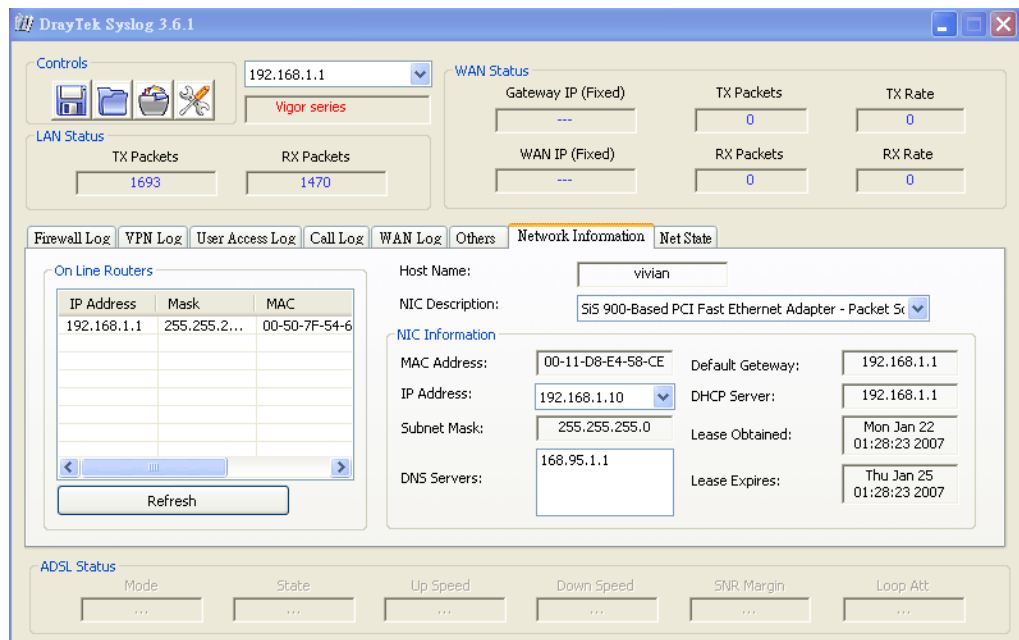 DrayTek Syslog 3.6.1
Controls
192.168.1.1
Vigor series
WAN Status
Gateway IP (Fixed) TX Packets TX Rate
--- 0 0
WAN IP (Fixed) RX Packets RX Rate
--- 0 0
LAN Status
TX Packets RX Packets
1693 1470
Firewall Log VPN Log User Access Log Call Log WAN Log Others Network Information Net State
On Line Routers
IP Address Mask MAC
192.168.1.1 255.255.2... 00-50-7F-54-6
Refresh
Host Name: vivian
NIC Description: SiS 900-Based PCI Fast Ethernet Adapter - Packet Sc
NIC Information
MAC Address: 00-11-D8-E4-58-CE
IP Address: 192.168.1.10
Subnet Mask: 255.255.255.0
DNS Servers: 168.95.1.1
Default Geteway: 192.168.1.1
DHCP Server: 192.168.1.1
Lease Obtained: Mon Jan 22
01:28:23 2007
Lease Expires: Thu Jan 25
01:28:23 2007
ADSL Status
Mode State Up Speed Down Speed SNR Margin Loop Att
... ... ... ... ... ...